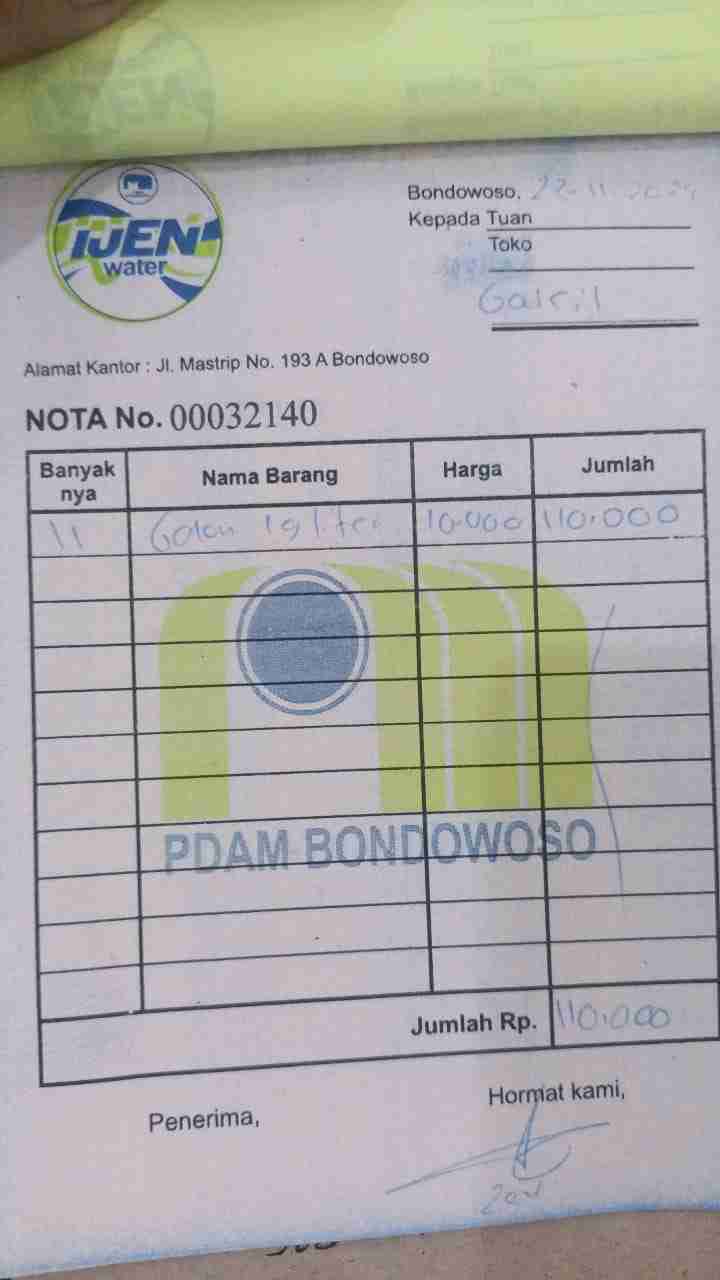 IJEN
water
Bondowoso, 22-11-2024
Kepada Tuan
Toko
Galeil
Alamat Kantor : Jl. Mastrip No. 193 A Bondowoso
NOTA No. 00032140
Banyak nya Nama Barang Harga Jumlah
11 Galon 19 liter 10.000 110.000
PDAM BONDOWOSO
Jumlah Rp. 110.000
Penerima, Hormat kami,